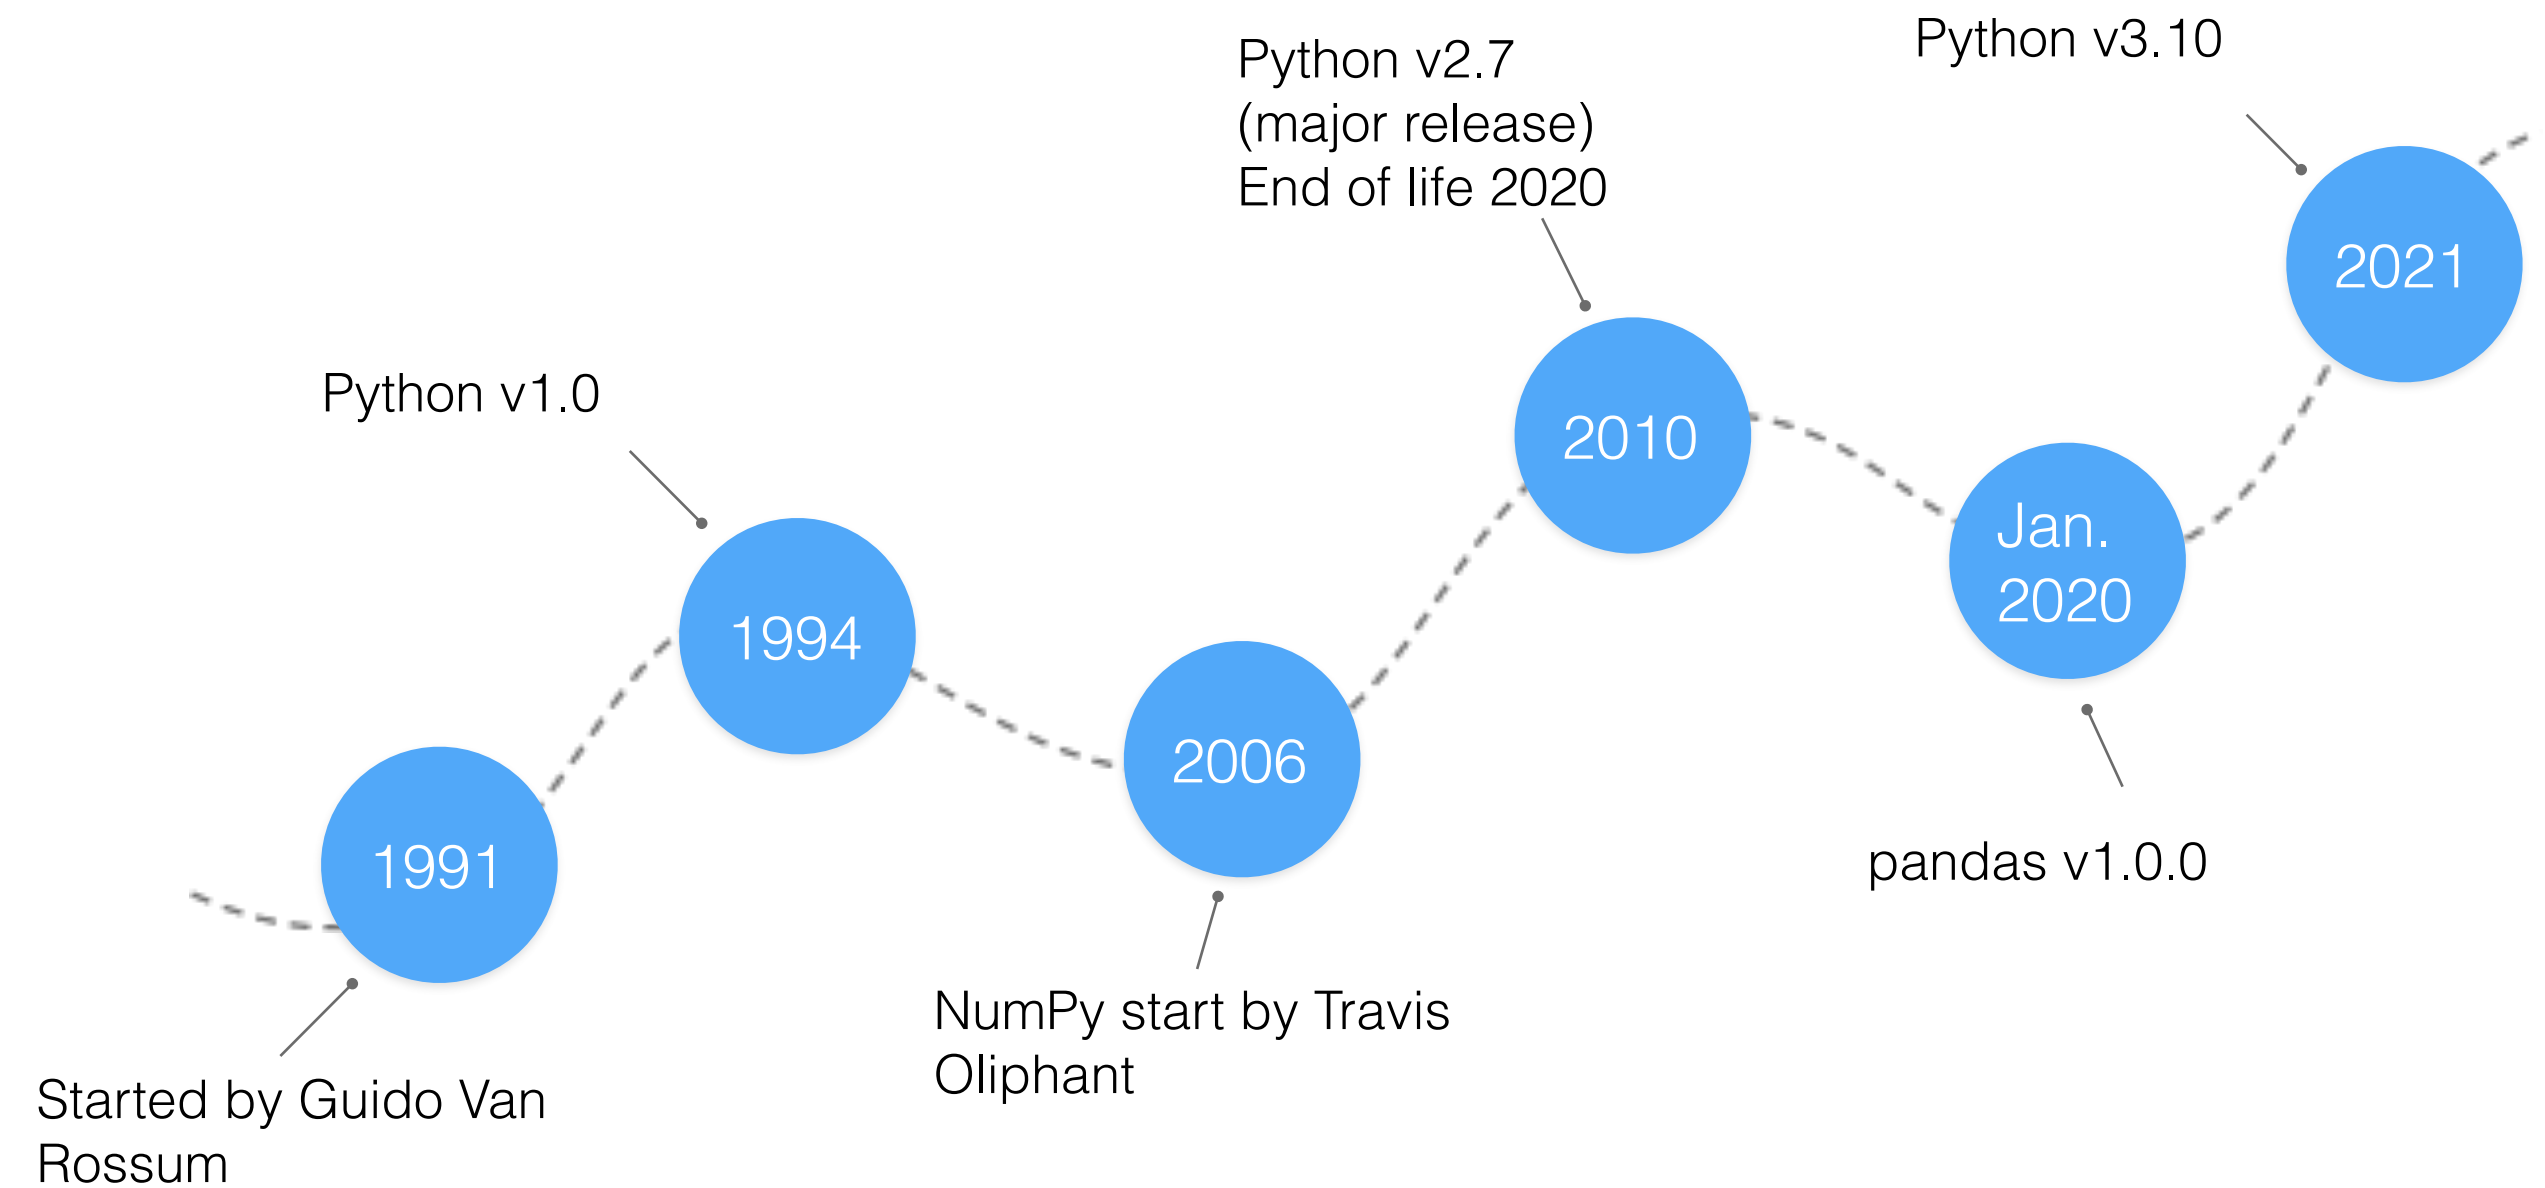 Python v3.10
Python v2.7
(major release)
End of life 2020
2021
Python v1.0
2010
Jan.
2020
1994
2006
1991
pandas v1.0.0
NumPy start by Travis
Oliphant
Started by Guido Van
Rossum